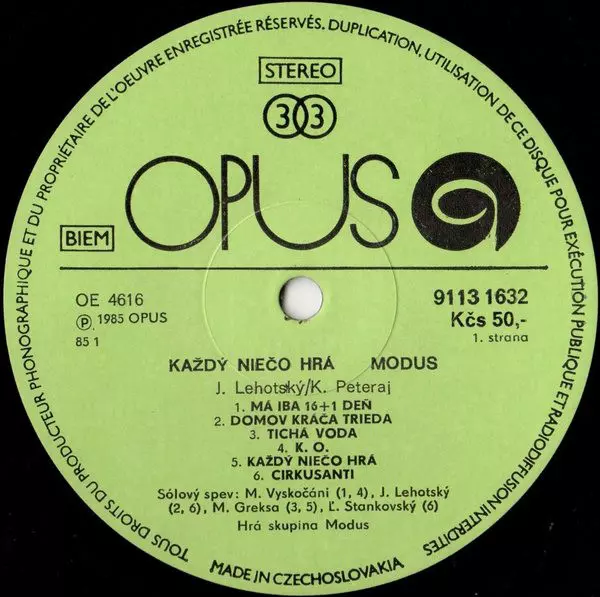 TOUS DROITS DU PRODUCTEUR PHONOGRAPHIQUE ET DU PROPRIÉTAIRE DE L'OEUVRE ENREGISTRÉE RÉSERVÉS. DUPLICATION, UTILISATION DE CE DISQUE POUR EXÉCUTION PUBLIQUE ET RADIODIFFUSION INTERDITES
STEREO
33
OPUS
BIEM
OE 4616
Ⓟ 1985 OPUS
85 1
9113 1632
Kčs 50,-
1. strana
KAŽDÝ NIEČO HRÁ MODUS
J. Lehotský/K. Peteraj
1. MÁ IBA 16+1 DEŇ
2. DOMOV KRÁČA TRIEDA
3. TICHÁ VODA
4. K. O.
5. KAŽDÝ NIEČO HRÁ
6. CIRKUSANTI
Sólový spev: M. Vyskočáni (1, 4), J. Lehotský
(2, 6), M. Greksa (3, 5), Ľ. Stankovský (6)
Hrá skupina Modus
MADE IN CZECHOSLOVAKIA